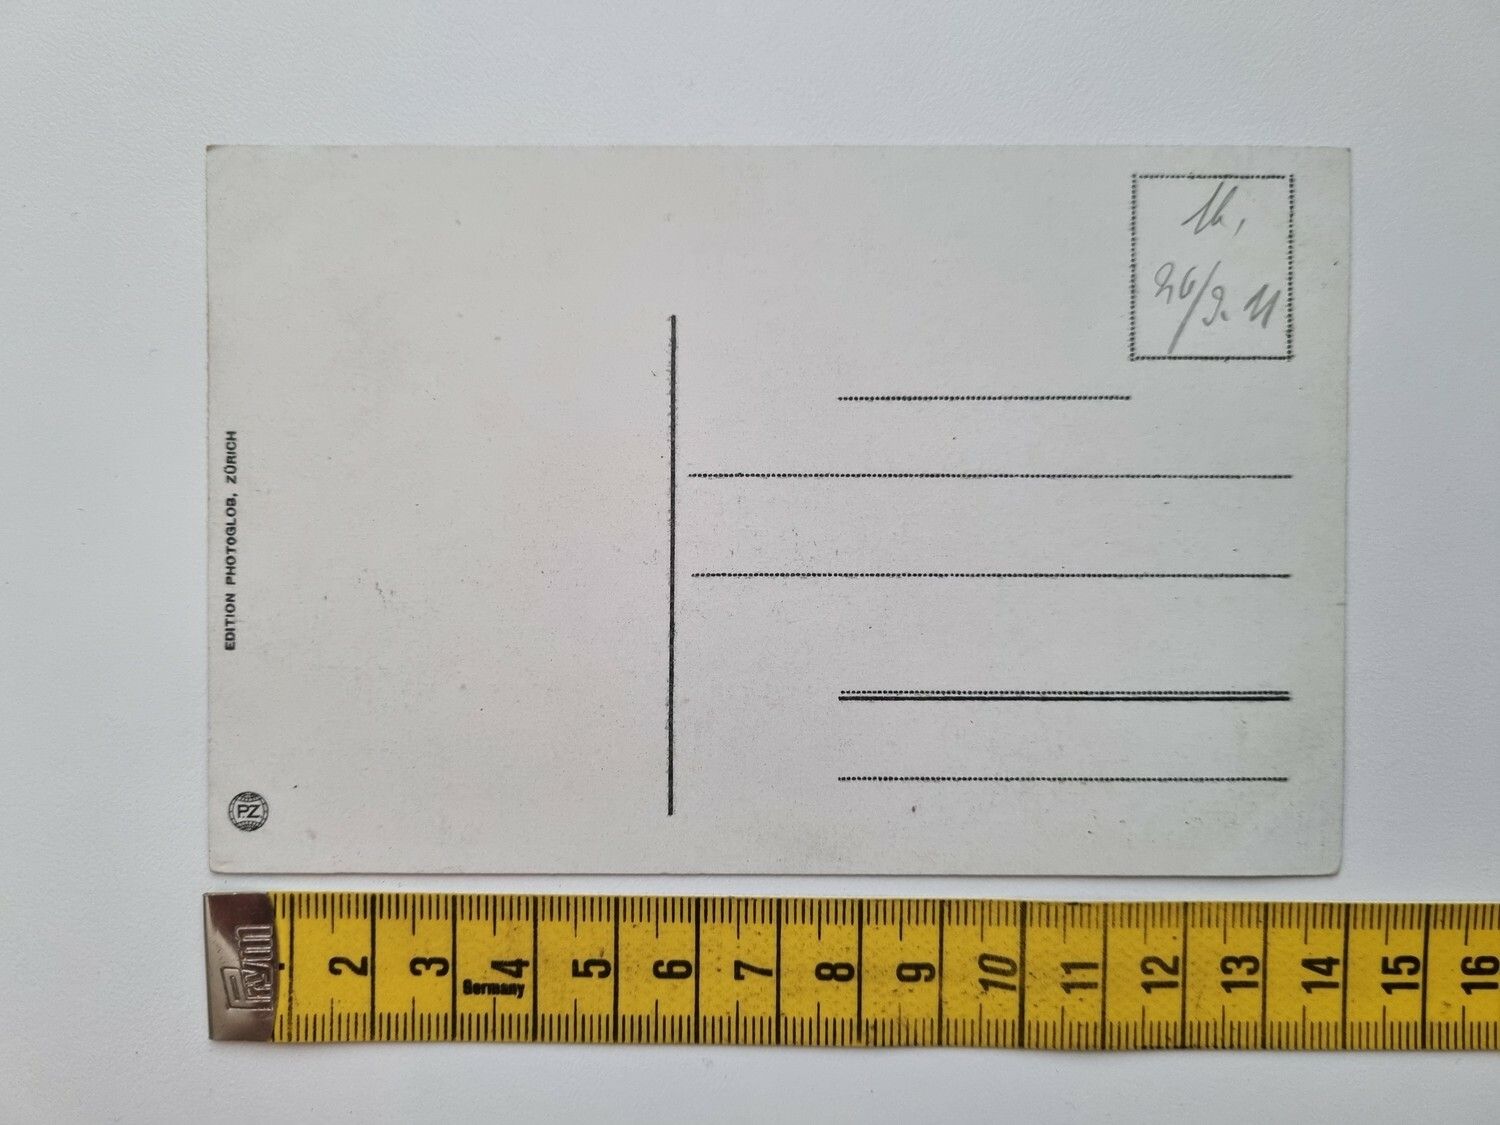 26/9. 11
EDITION PHOTOGLOB, ZÜRICH
PZ
Prym
2 3 4 5 6 7 8 9 10 11 12 13 14 15 16
Germany